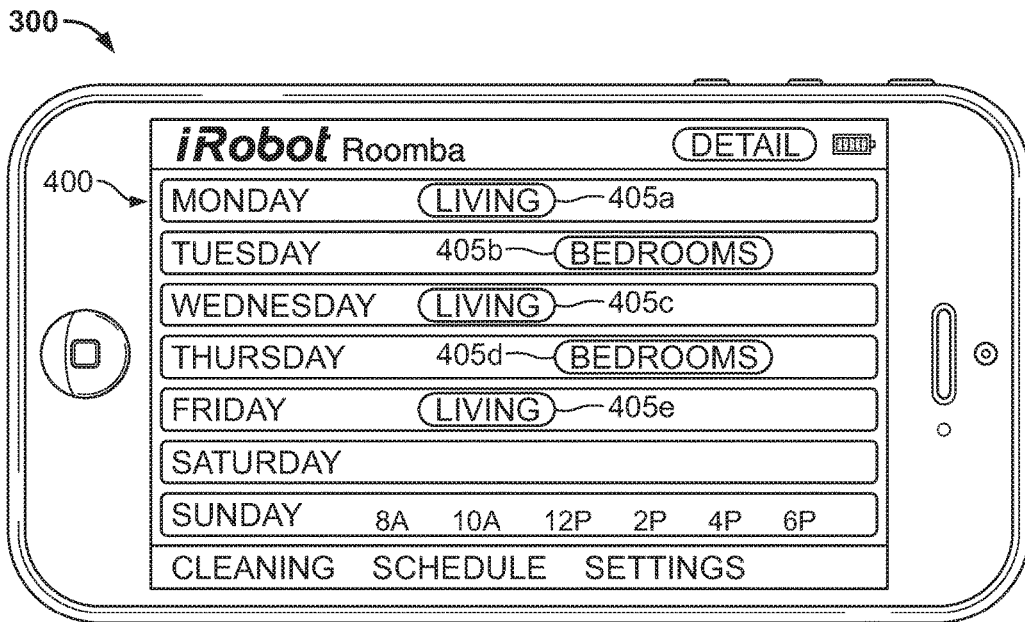 300
iRobot Roomba DETAIL
400
MONDAY LIVING 405a
TUESDAY 405b BEDROOMS
WEDNESDAY LIVING 405c
THURSDAY 405d BEDROOMS
FRIDAY LIVING 405e
SATURDAY
SUNDAY 8A 10A 12P 2P 4P 6P
CLEANING SCHEDULE SETTINGS